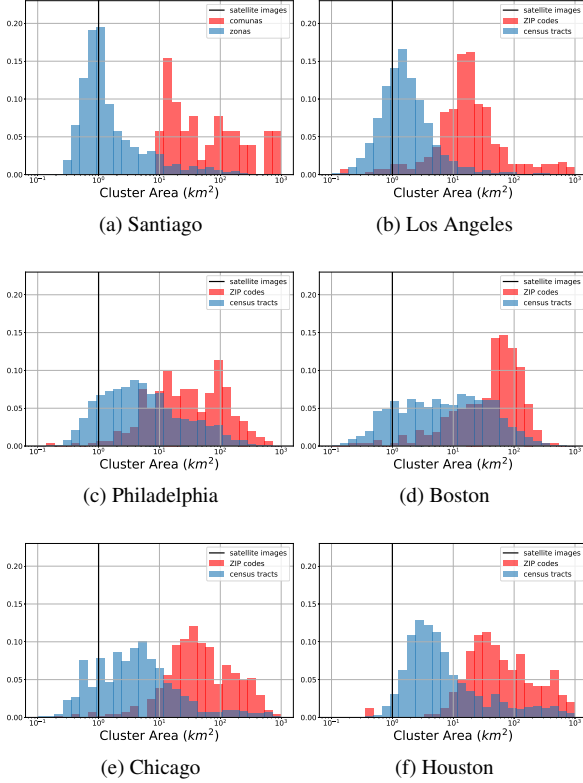 satellite images
comunas
zonas
0.20
0.15
0.10
0.05
0.00
10⁻¹ 10⁰ 10¹ 10² 10³
Cluster Area (km²)
(a) Santiago
satellite images
ZIP codes
census tracts
0.20
0.15
0.10
0.05
0.00
10⁻¹ 10⁰ 10¹ 10² 10³
Cluster Area (km²)
(b) Los Angeles
satellite images
ZIP codes
census tracts
0.20
0.15
0.10
0.05
0.00
10⁻¹ 10⁰ 10¹ 10² 10³
Cluster Area (km²)
(c) Philadelphia
satellite images
ZIP codes
census tracts
0.20
0.15
0.10
0.05
0.00
10⁻¹ 10⁰ 10¹ 10² 10³
Cluster Area (km²)
(d) Boston
satellite images
ZIP codes
census tracts
0.20
0.15
0.10
0.05
0.00
10⁻¹ 10⁰ 10¹ 10² 10³
Cluster Area (km²)
(e) Chicago
satellite images
ZIP codes
census tracts
0.20
0.15
0.10
0.05
0.00
10⁻¹ 10⁰ 10¹ 10² 10³
Cluster Area (km²)
(f) Houston